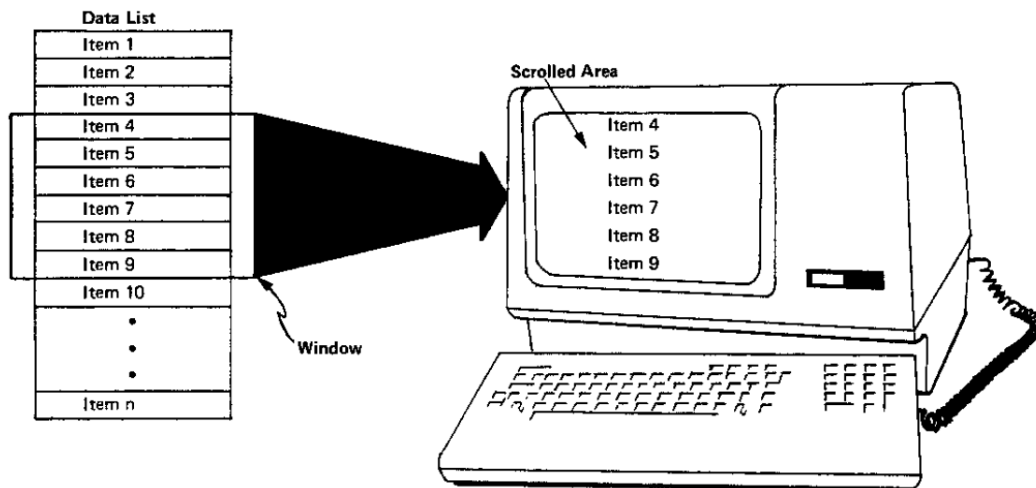 Data List
Item 1
Item 2
Item 3
Item 4
Item 5
Item 6
Item 7
Item 8
Item 9
Item 10
Item n
Window
Scrolled Area
Item 4
Item 5
Item 6
Item 7
Item 8
Item 9